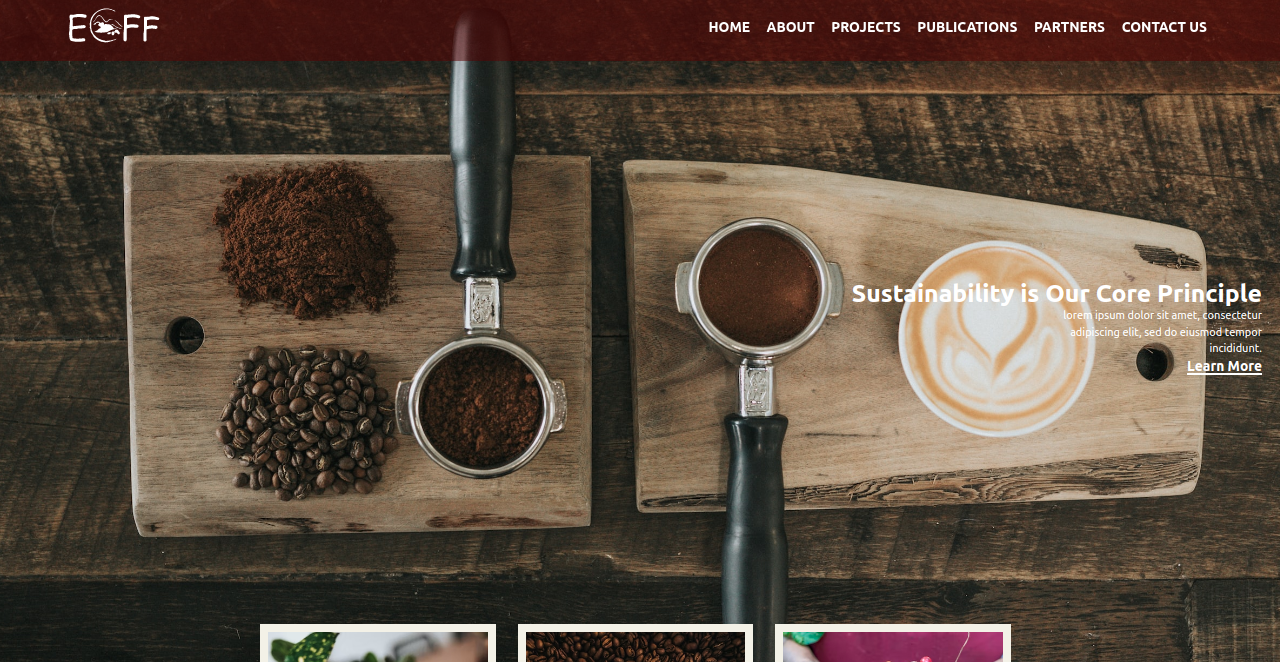 EOFF
HOME ABOUT PROJECTS PUBLICATIONS PARTNERS CONTACT US
Sustainability is Our Core Principle
lorem ipsum dolor sit amet, consectetur
adipiscing elit, sed do eiusmod tempor
incididunt.
Learn More